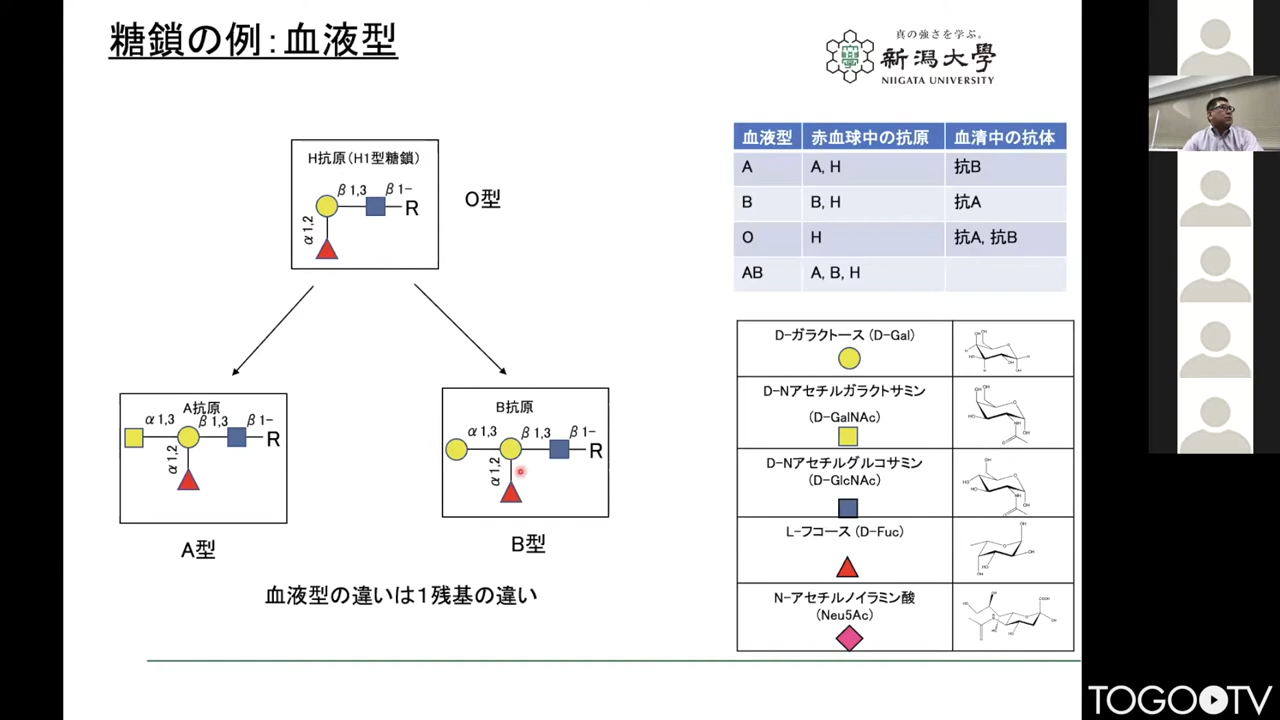 糖鎖の例：血液型
真の強さを学ぶ。
新潟大學
NIIGATA UNIVERSITY
H抗原（H1型糖鎖）
β1,3 β1-
R
α1,2
O型
A抗原
α1,3 β1,3 β1-
R
α1,2
A型
B抗原
α1,3 β1,3 β1-
R
α1,2
B型
血液型の違いは１残基の違い
血液型 赤血球中の抗原 血清中の抗体
A A, H 抗B
B B, H 抗A
O H 抗A, 抗B
AB A, B, H
D-ガラクトース (D-Gal)
D-Nアセチルガラクトサミン
(D-GalNAc)
D-Nアセチルグルコサミン
(D-GlcNAc)
L-フコース (D-Fuc)
N-アセチルノイラミン酸
(Neu5Ac)
TOGOTV